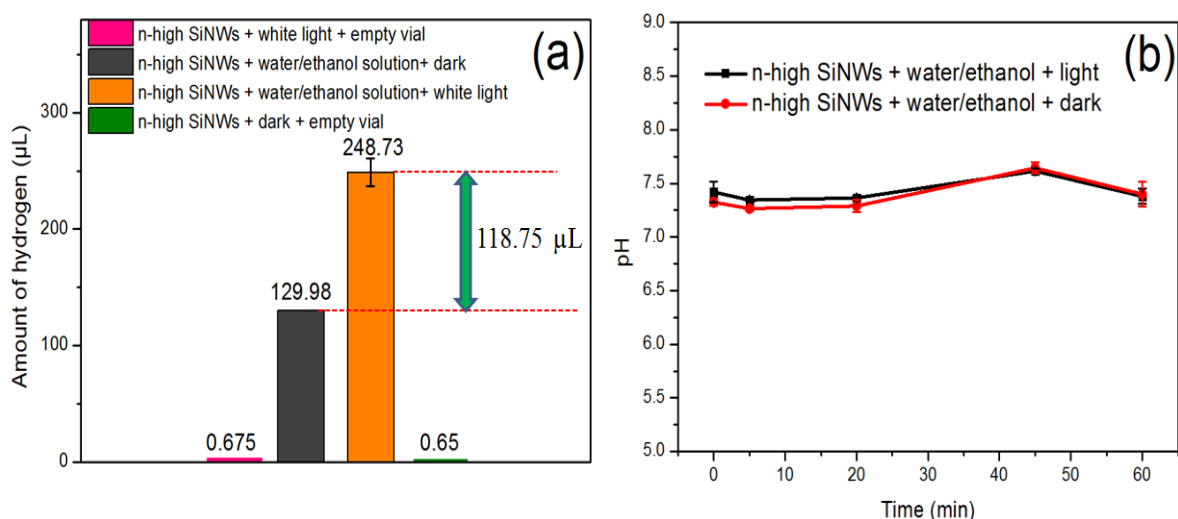 (a)
n-high SiNWs + white light + empty vial
n-high SiNWs + water/ethanol solution+ dark
n-high SiNWs + water/ethanol solution+ white light
n-high SiNWs + dark + empty vial
Amount of hydrogen (µL)
300
200
100
0
0.675
129.98
248.73
0.65
118.75 µL
(b)
n-high SiNWs + water/ethanol + light
n-high SiNWs + water/ethanol + dark
pH
9.0
8.5
8.0
7.5
7.0
6.5
6.0
5.5
5.0
0 10 20 30 40 50 60
Time (min)